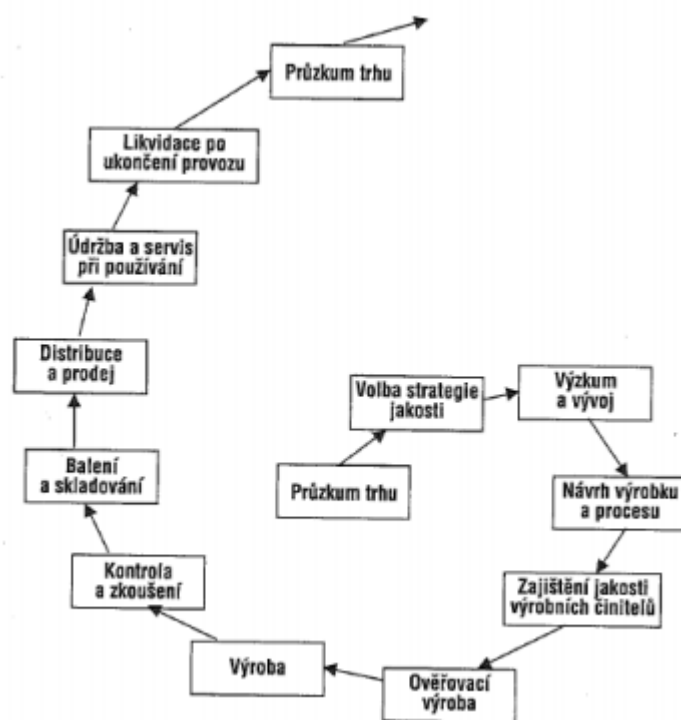 Průzkum trhu
Likvidace po
ukončení provozu
Údržba a servis
při používání
Distribuce
a prodej
Volba strategie
jakosti
Výzkum
a vývoj
Balení
a skladování
Průzkum trhu
Návrh výrobku
a procesu
Kontrola
a zkoušení
Zajištění jakosti
výrobních činitelů
Výroba
Ověřovací
výroba